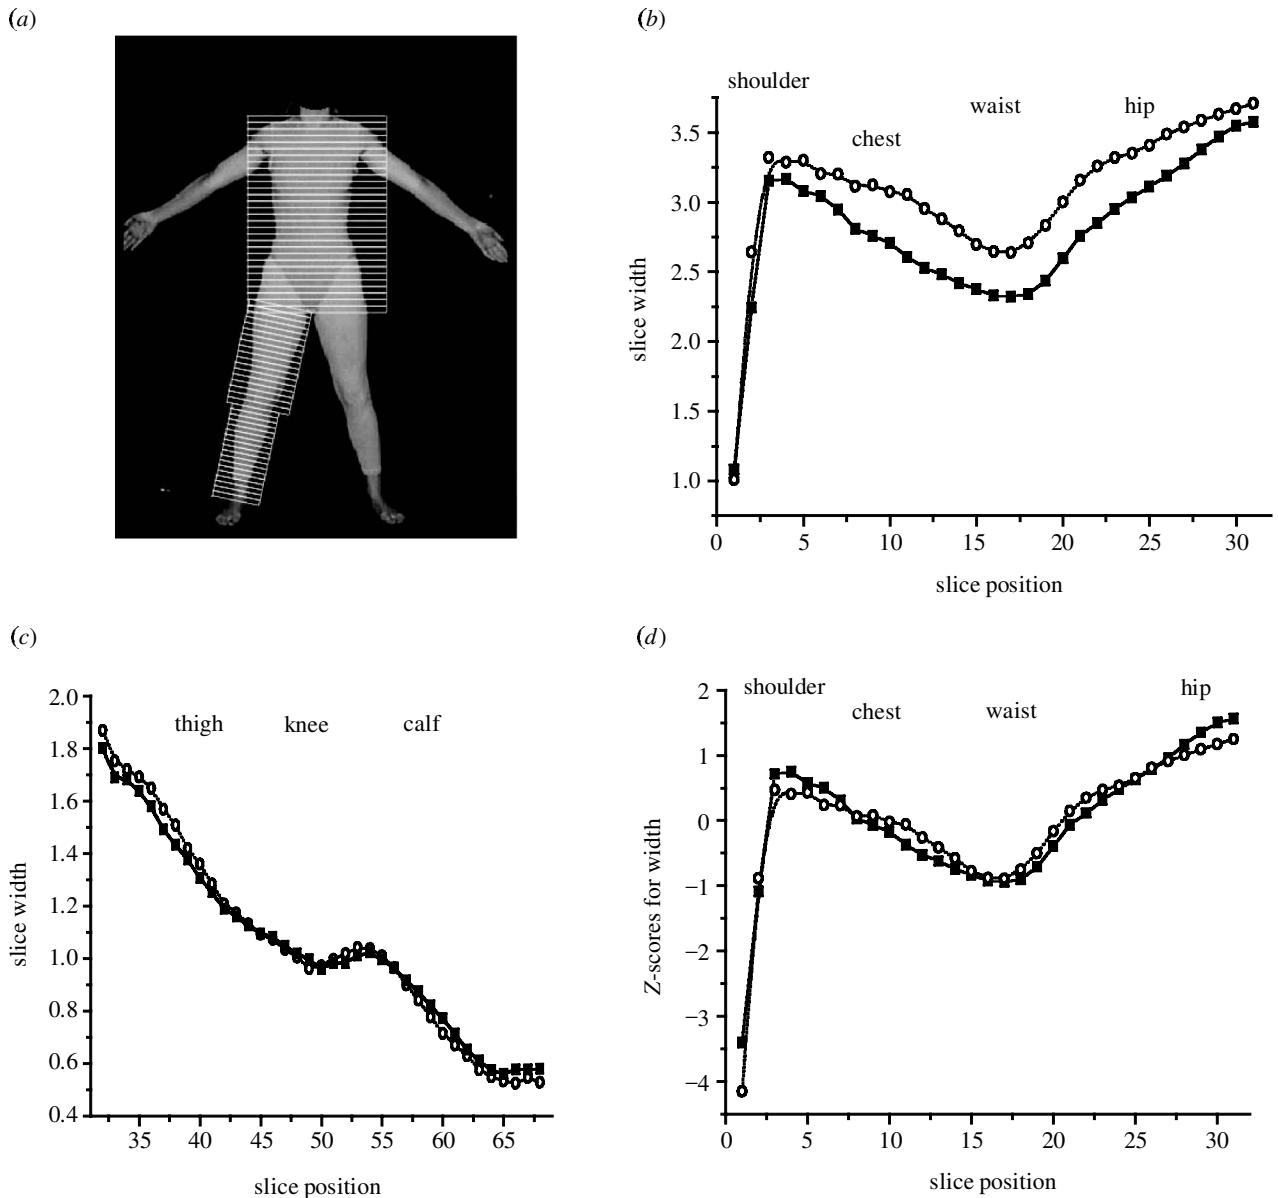 (a)
(b)
shoulder
chest
waist
hip
slice width
3.5
3.0
2.5
2.0
1.5
1.0
0 5 10 15 20 25 30
slice position
(c)
thigh knee calf
slice width
2.0
1.8
1.6
1.4
1.2
1.0
0.8
0.6
0.4
35 40 45 50 55 60 65
slice position
(d)
shoulder
chest
waist
hip
Z-scores for width
2
1
0
−1
−2
−3
−4
0 5 10 15 20 25 30
slice position